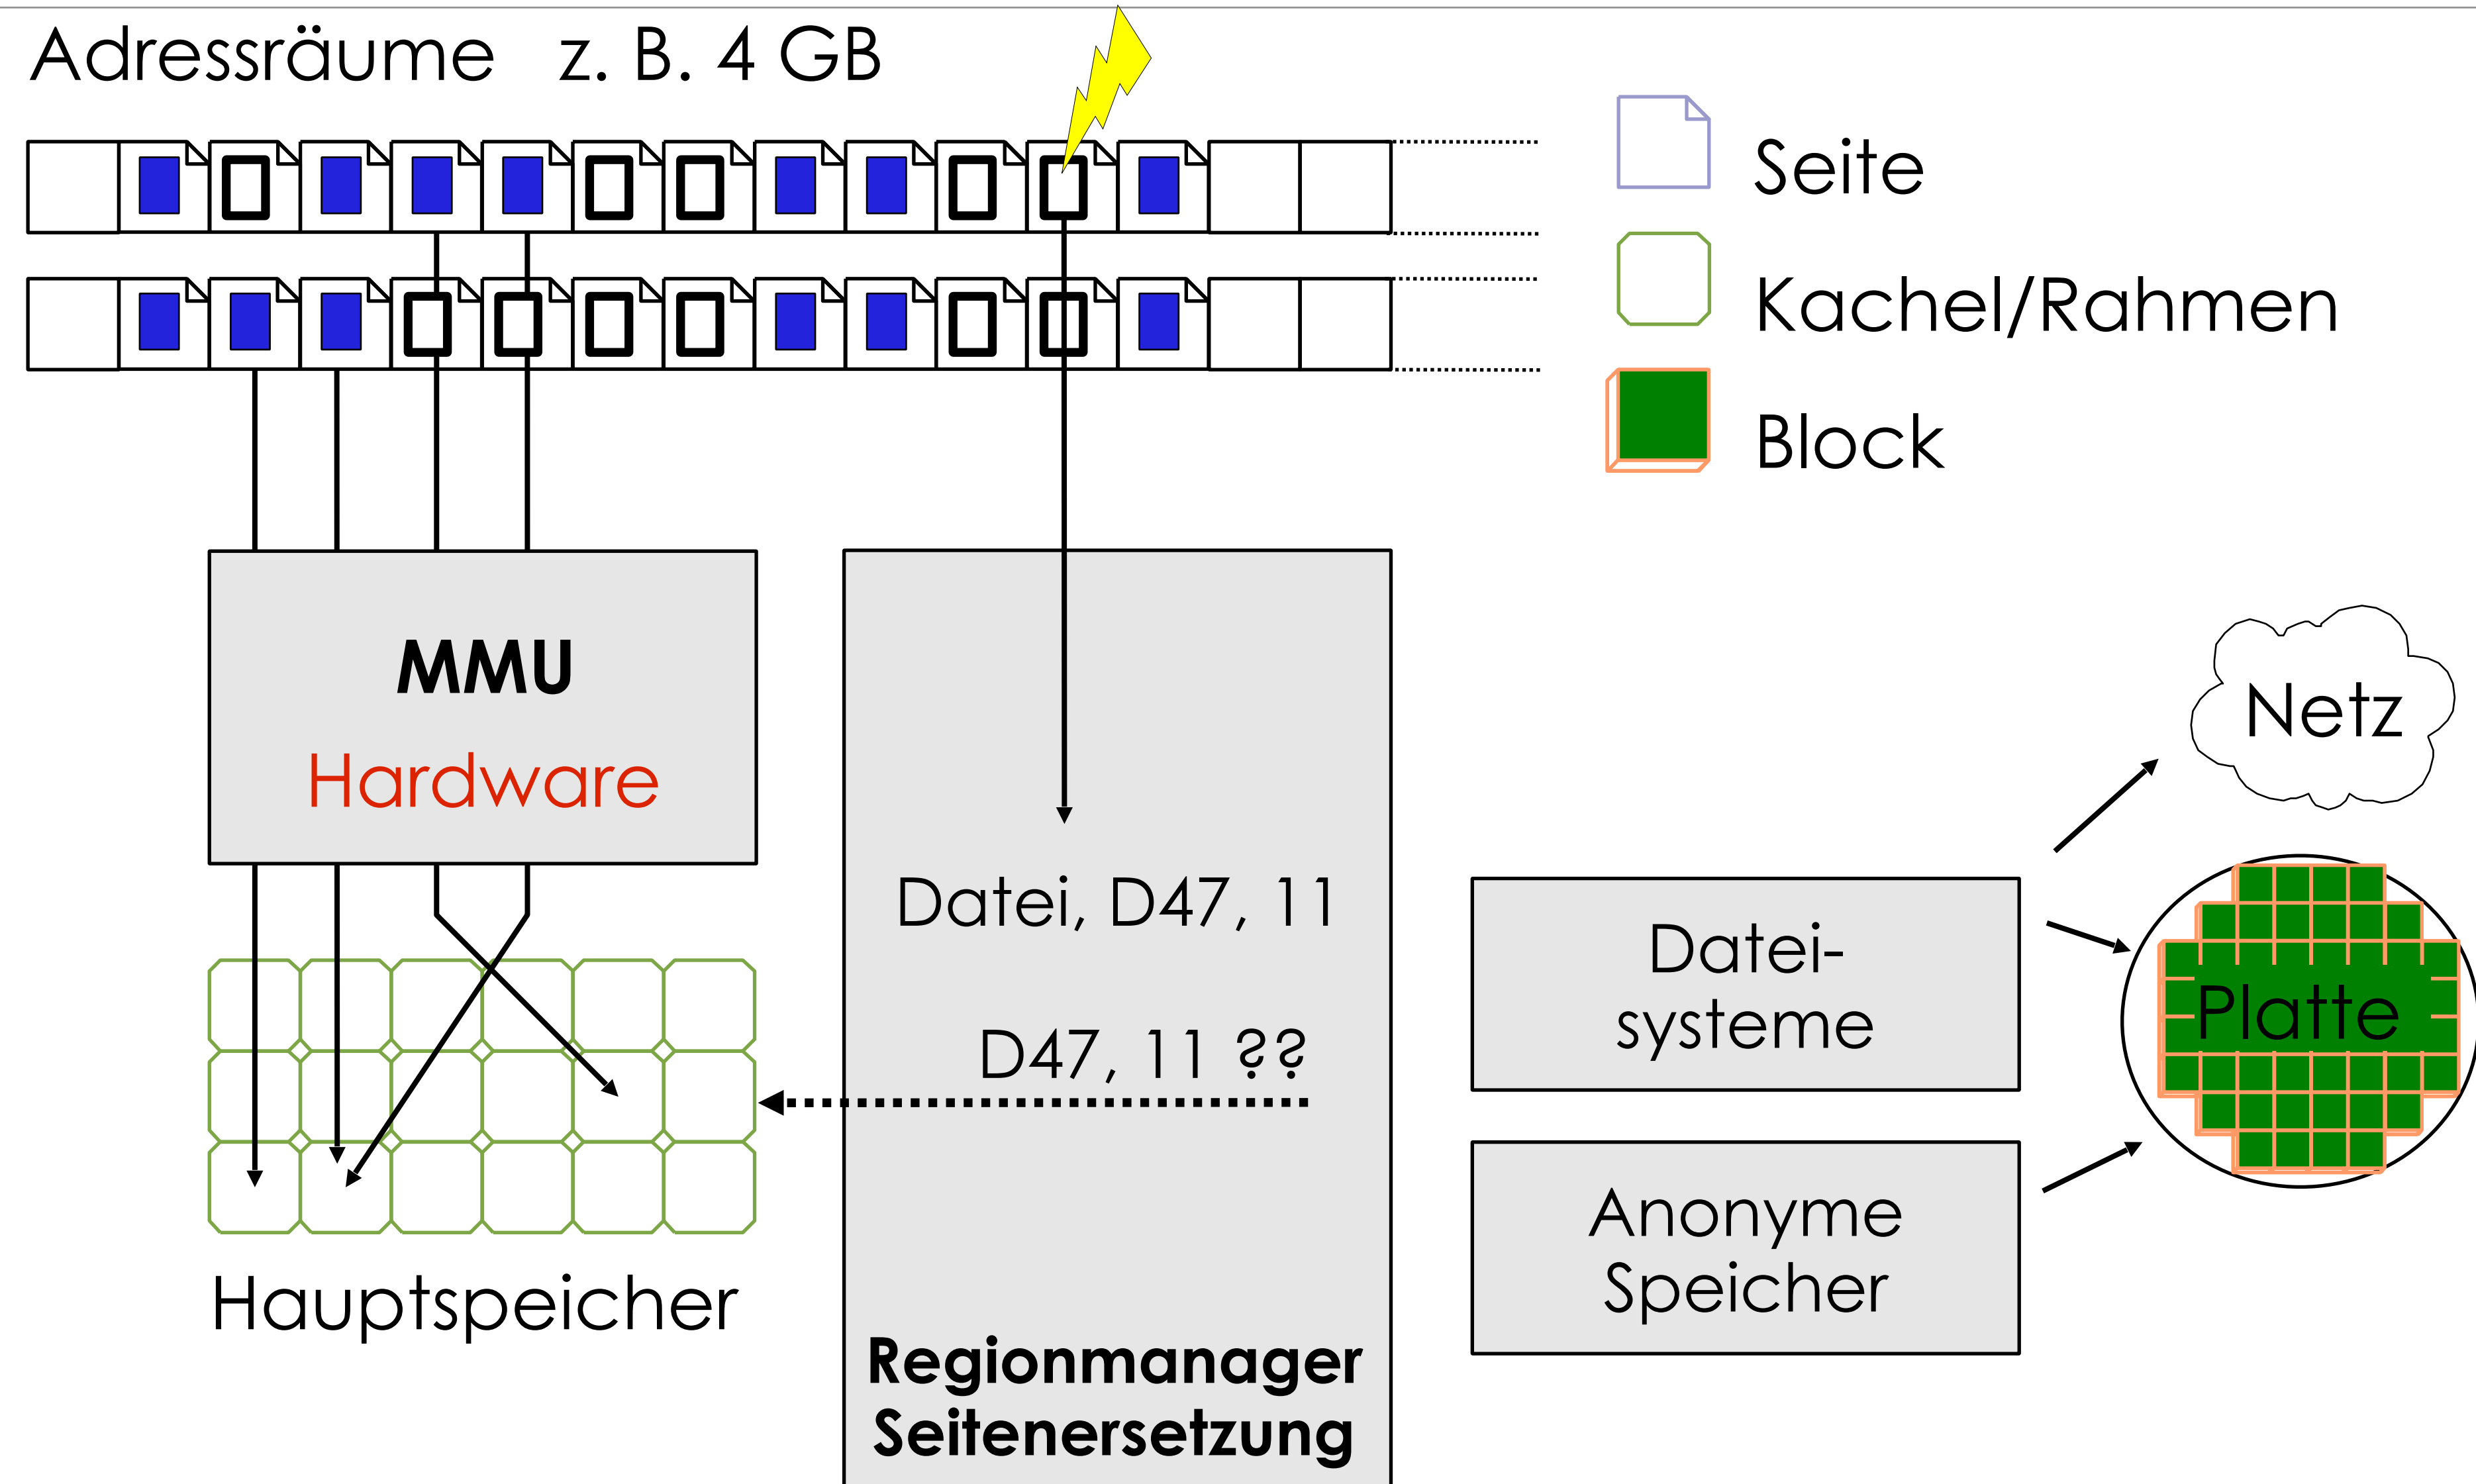 Adressräume z. B. 4 GB
Seite
Kachel/Rahmen
Block
MMU
Hardware
Hauptspeicher
Datei, D47, 11
D47, 11 ??
Regionmanager
Seitenersetzung
Datei-
systeme
Anonyme
Speicher
Netz
Platte